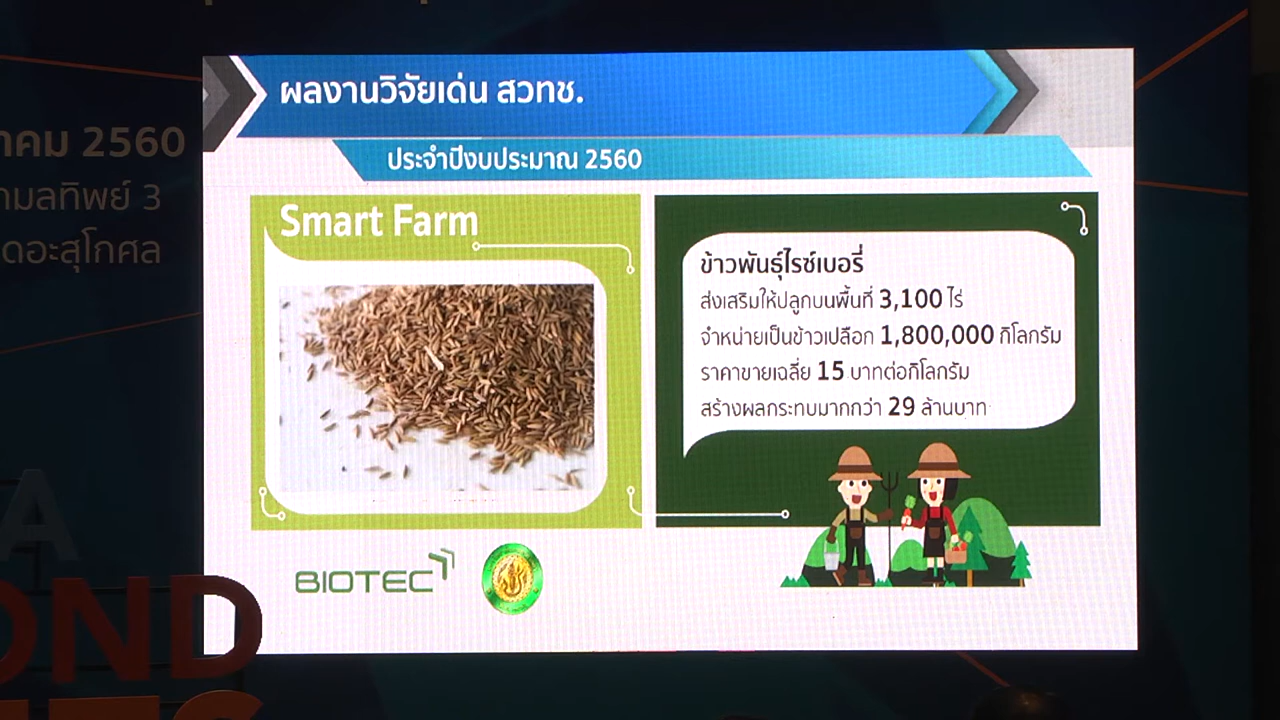 ผลงานวิจัยเด่น สวทช.
ประจำปีงบประมาณ 2560
Smart Farm
ข้าวพันธุ์ไรซ์เบอรี่
ส่งเสริมให้ปลูกบนพื้นที่ 3,100 ไร่
จำหน่ายเป็นข้าวเปลือก 1,800,000 กิโลกรัม
ราคาขายเฉลี่ย 15 บาทต่อกิโลกรัม
สร้างผลกระทบมากกว่า 29 ล้านบาท
BIOTEC
าคม 2560
ามลทิพย์ 3
ดอะสุโกศล
A
OND